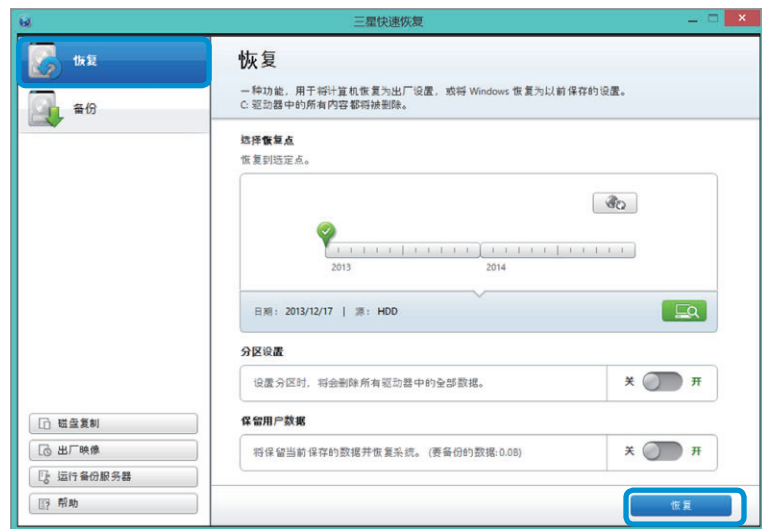 三星快速恢复
恢复
备份
磁盘复制
出厂映像
运行备份服务器
帮助
恢复
一种功能，用于将计算机恢复为出厂设置，或将 Windows 恢复为以前保存的设置。
C: 驱动器中的所有内容都将被删除。
选择恢复点
恢复到选定点。
2013 2014
日期: 2013/12/17 | 源: HDD
分区设置
设置分区时，将会删除所有驱动器中的全部数据。 关 开
保留用户数据
将保留当前保存的数据并恢复系统。 (要备份的数据:0.08) 关 开
恢复